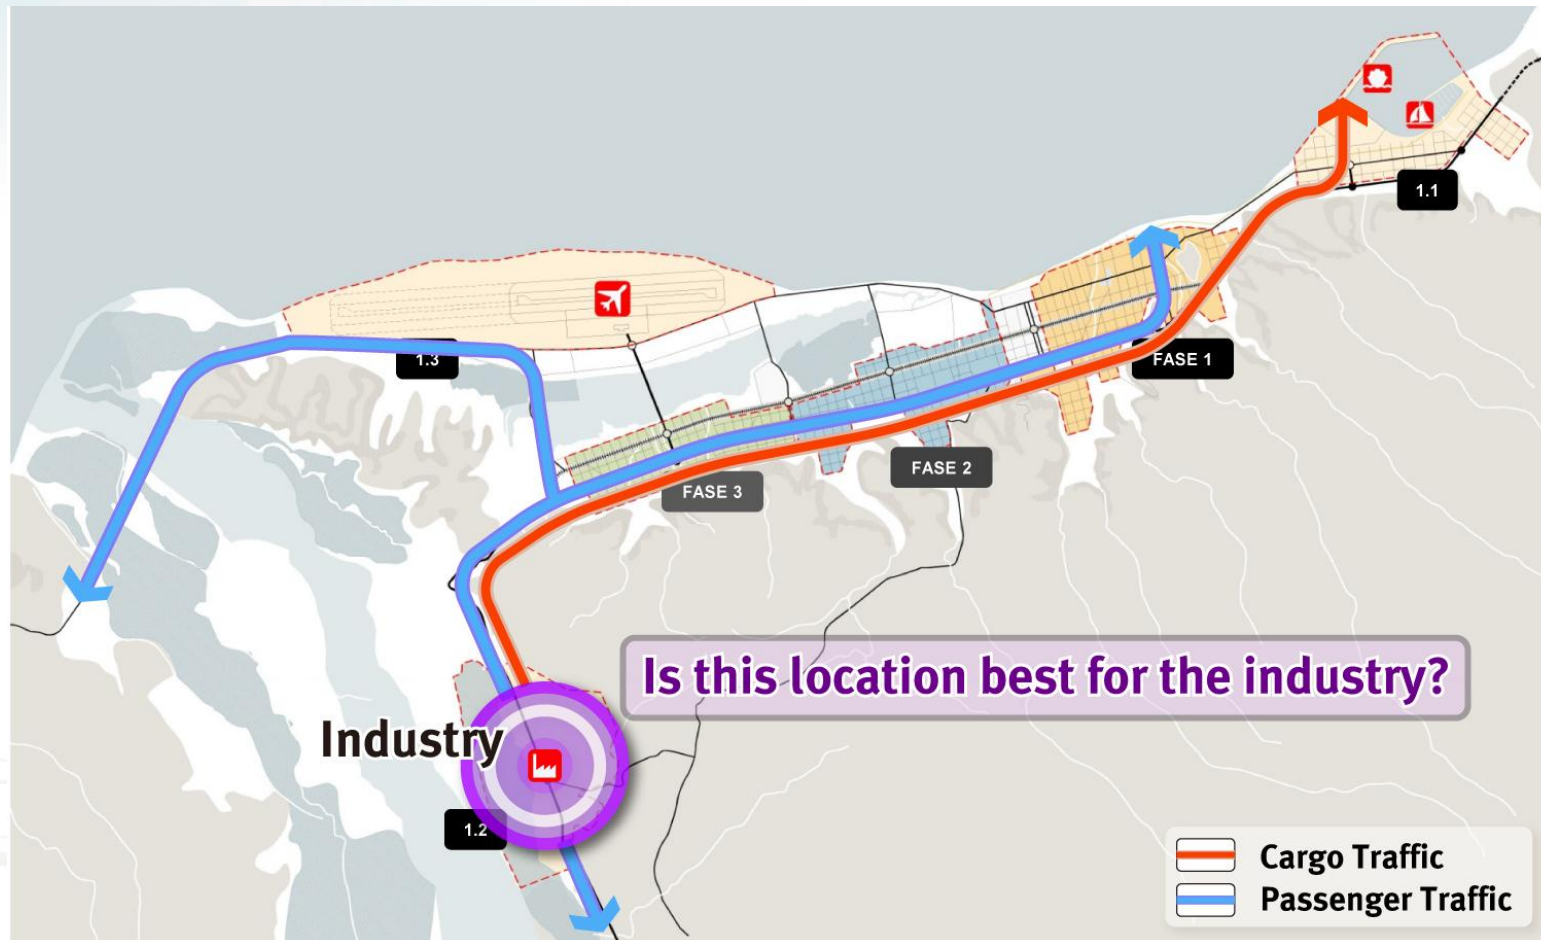 1.1
1.3
FASE 1
FASE 2
FASE 3
Is this location best for the industry?
Industry
1.2
Cargo Traffic
Passenger Traffic